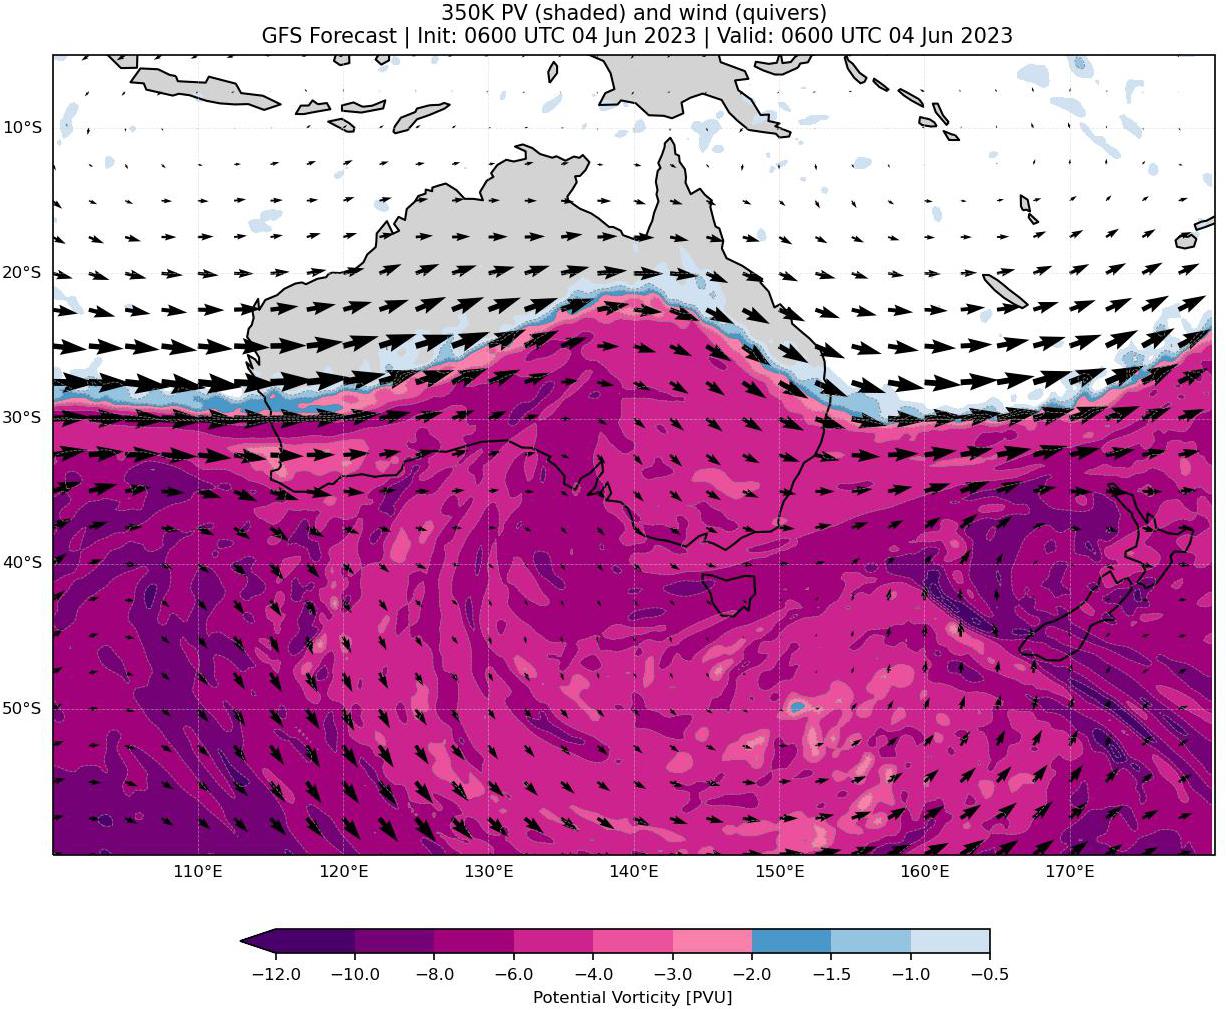 350K PV (shaded) and wind (quivers)
GFS Forecast | Init: 0600 UTC 04 Jun 2023 | Valid: 0600 UTC 04 Jun 2023
10°S
20°S
30°S
40°S
50°S
110°E 120°E 130°E 140°E 150°E 160°E 170°E
−12.0 −10.0 −8.0 −6.0 −4.0 −3.0 −2.0 −1.5 −1.0 −0.5
Potential Vorticity [PVU]